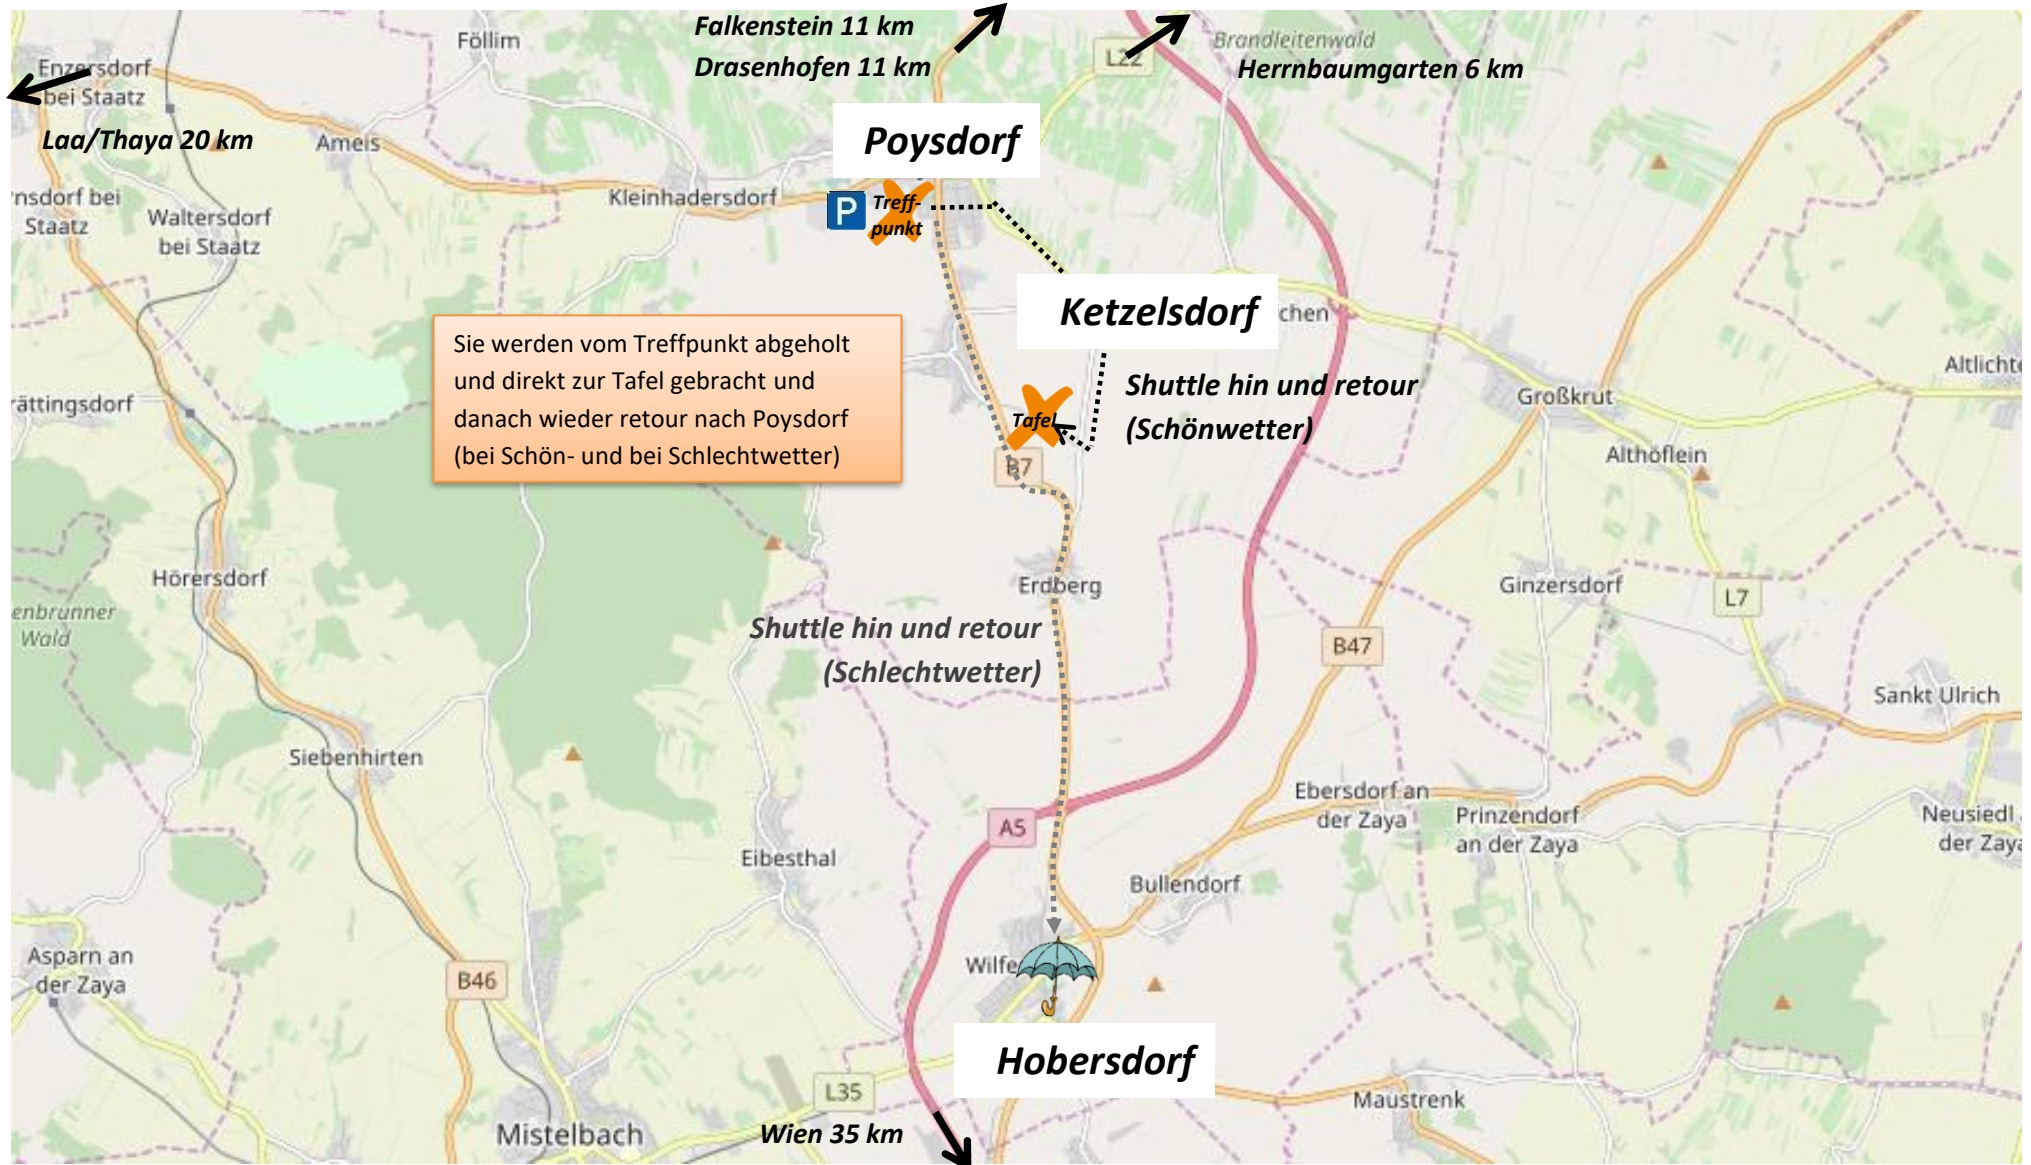 Falkenstein 11 km
Drasenhofen 11 km
Föllim
L22
Brandleitenwald
Herrnbaumgarten 6 km
Enzersdorf
bei Staatz
Laa/Thaya 20 km
Ameis
Poysdorf
Kleinhadersdorf
P
Treff-
punkt
nsdorf bei
Staatz
Waltersdorf
bei Staatz
Ketzelsdorf
chen
Sie werden vom Treffpunkt abgeholt
und direkt zur Tafel gebracht und
danach wieder retour nach Poysdorf
(bei Schön- und bei Schlechtwetter)
Shuttle hin und retour
(Schönwetter)
Tafel
B7
Altlichte
Großkrut
Althöflein
rättingsdorf
Hörersdorf
Erdberg
Ginzersdorf
L7
enbrunner
Wald
Shuttle hin und retour
(Schlechtwetter)
B47
Sankt Ulrich
Siebenhirten
Ebersdorf an
der Zaya
Prinzendorf
an der Zaya
Neusiedl
der Zaya
A5
Eibesthal
Bullendorf
Asparn an
der Zaya
B46
Wilfe
Hobersdorf
L35
Maustrenk
Mistelbach
Wien 35 km